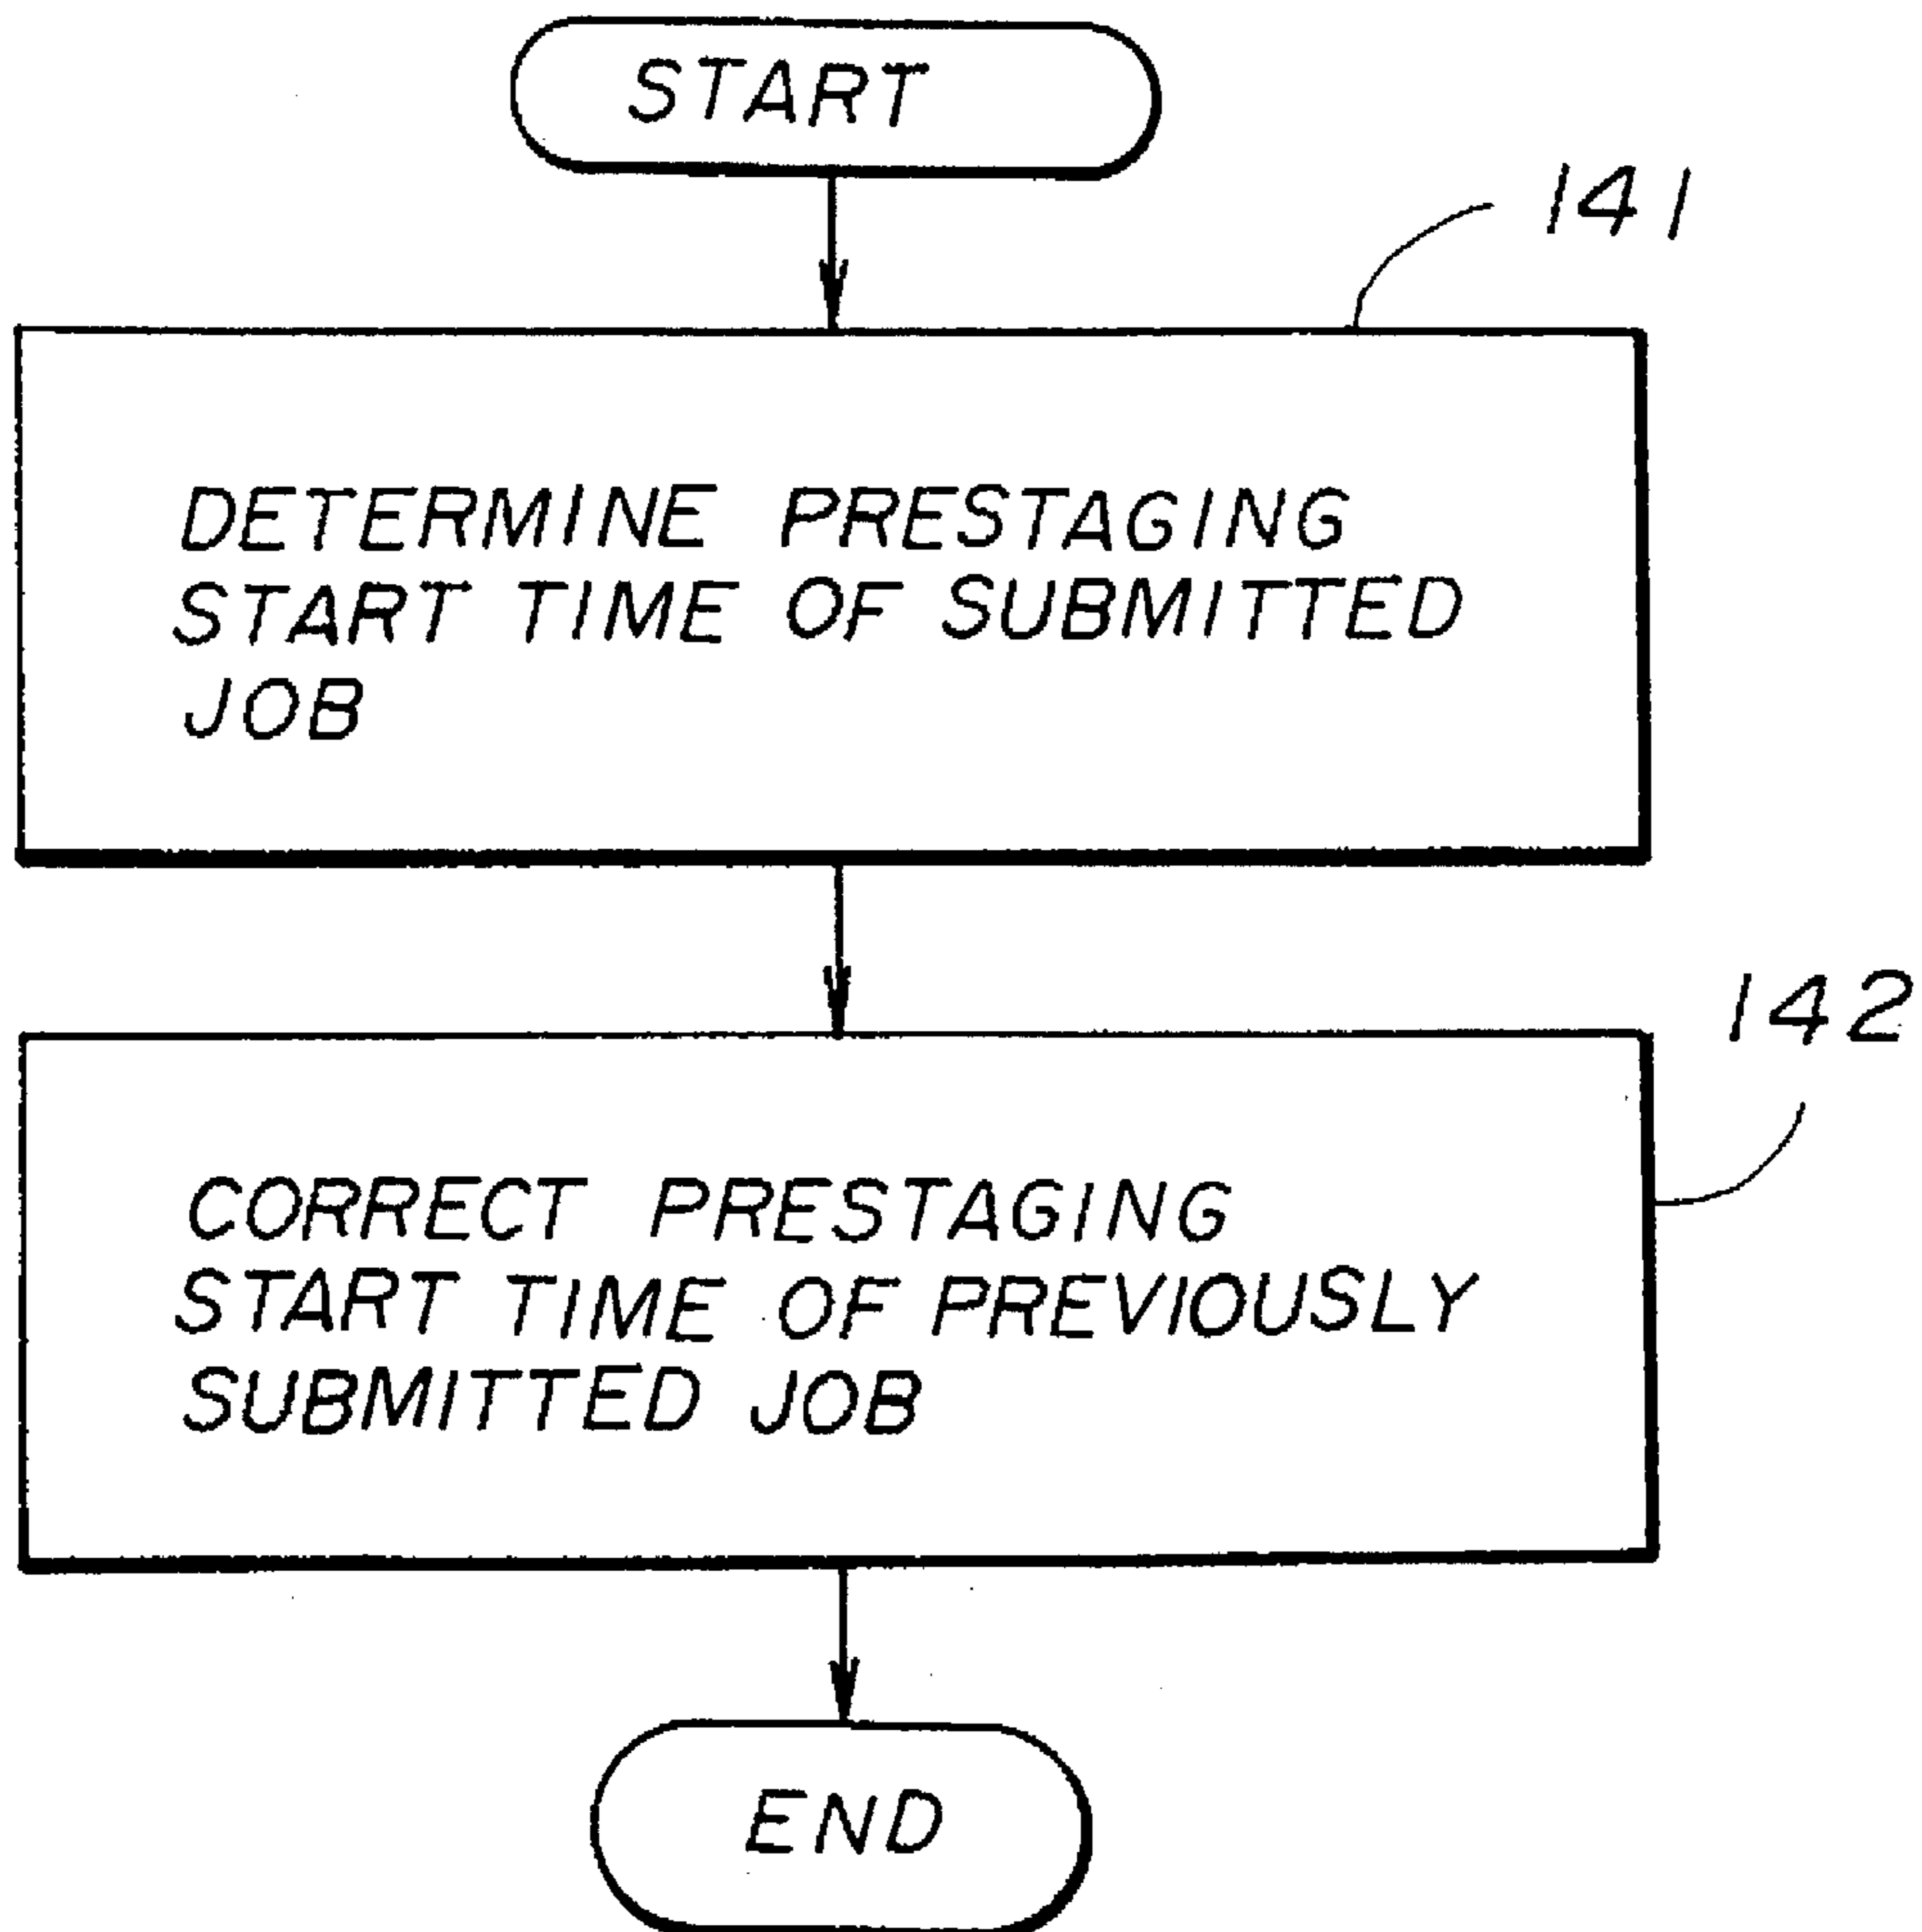 START
141
DETERMINE PRESTAGING
START TIME OF SUBMITTED
JOB
142
CORRECT PRESTAGING
START TIME OF PREVIOUSLY
SUBMITTED JOB
END